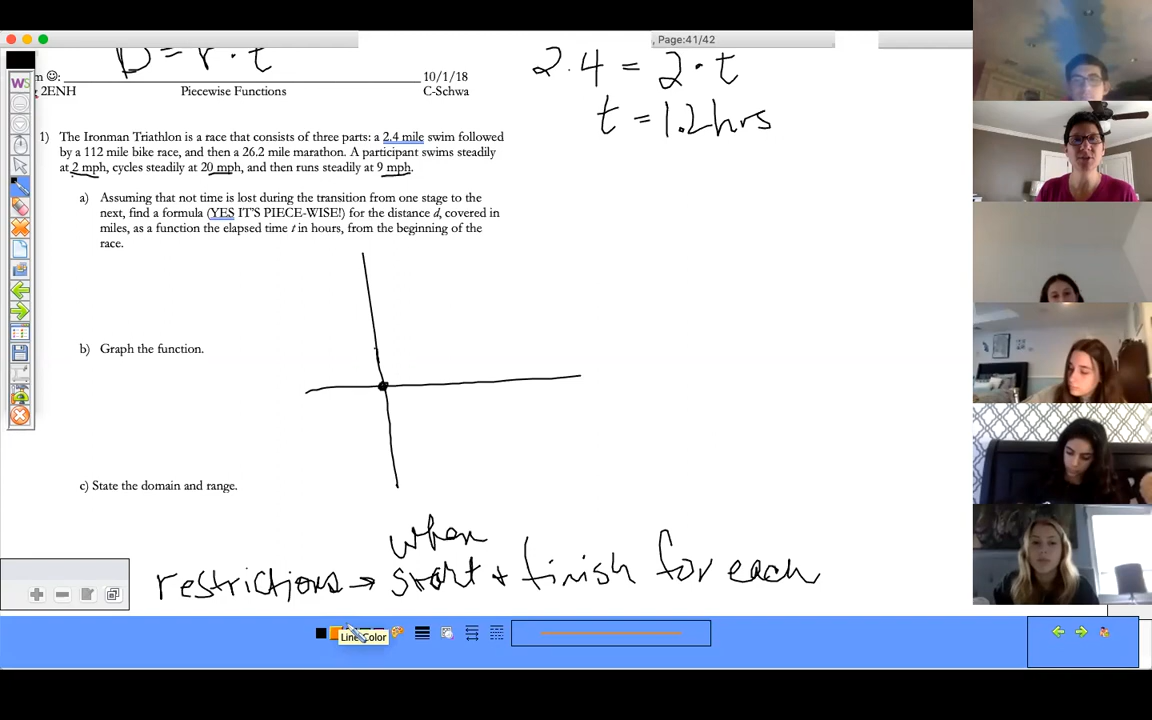 Page:41/42
D = r · t
2.4 = 2 · t
t = 1.2hrs
m ☺: 10/1/18
2ENH Piecewise Functions C-Schwa
1) The Ironman Triathlon is a race that consists of three parts: a 2.4 mile swim followed
by a 112 mile bike race, and then a 26.2 mile marathon. A participant swims steadily
at 2 mph, cycles steadily at 20 mph, and then runs steadily at 9 mph.
a) Assuming that not time is lost during the transition from one stage to the
next, find a formula (YES IT'S PIECE-WISE!) for the distance d, covered in
miles, as a function the elapsed time t in hours, from the beginning of the
race.
b) Graph the function.
c) State the domain and range.
when
restrictions → start + finish for each
Line Color